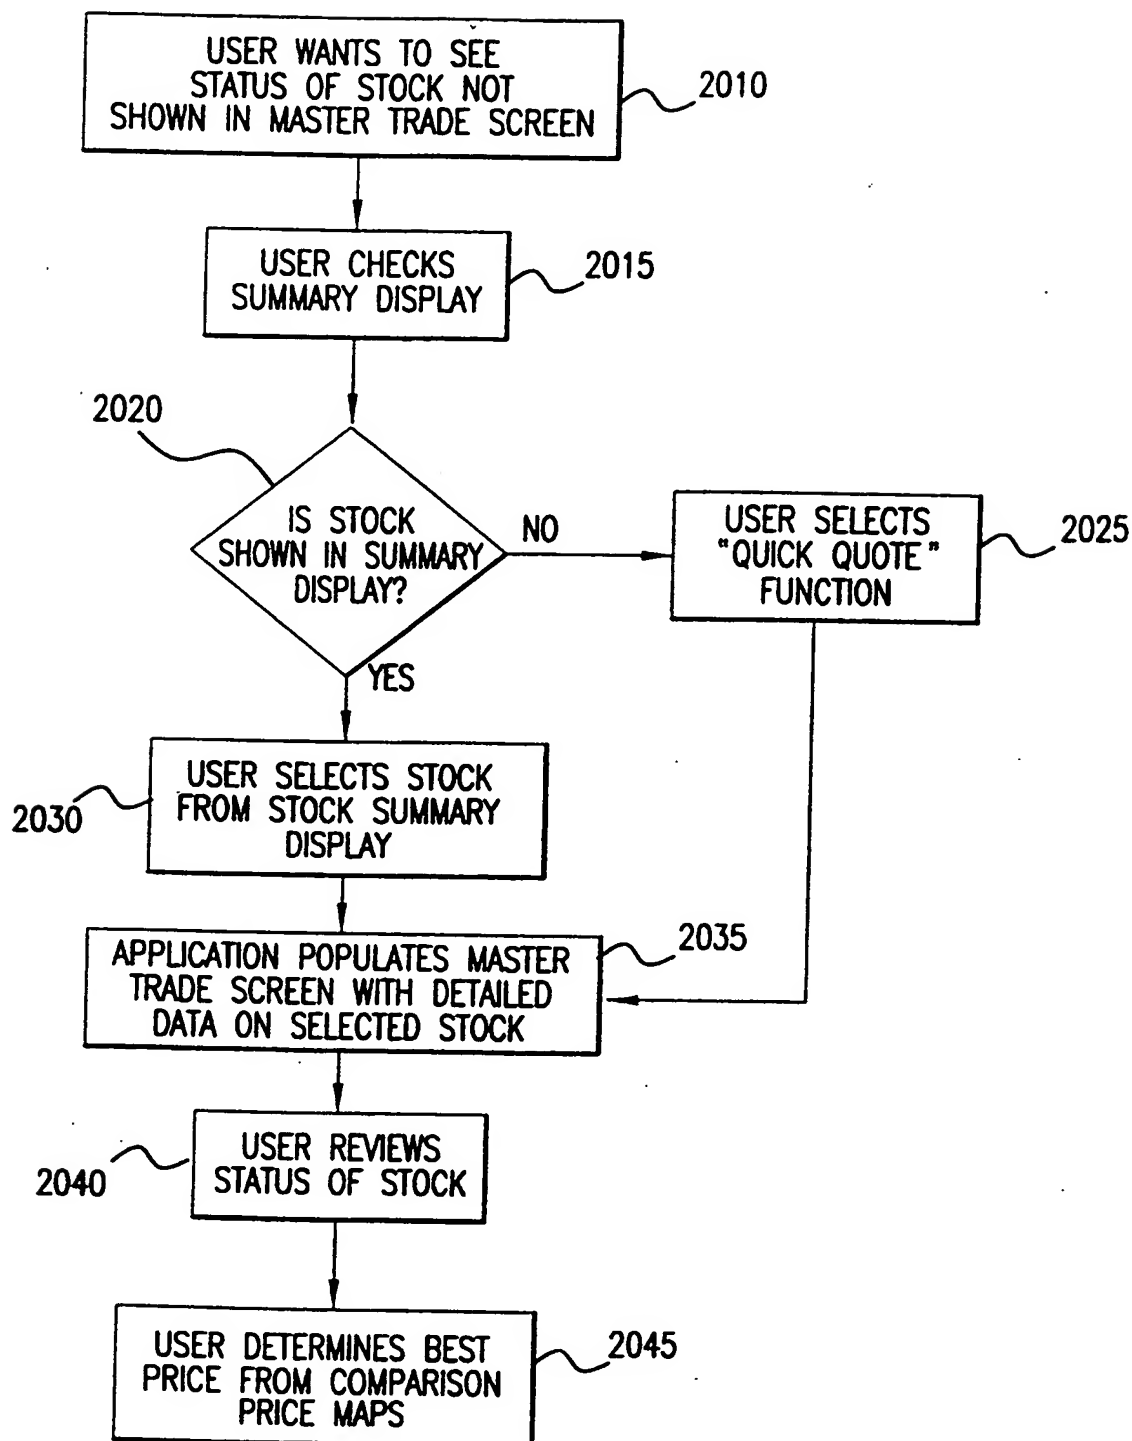 USER WANTS TO SEE
STATUS OF STOCK NOT
SHOWN IN MASTER TRADE SCREEN
2010
USER CHECKS
SUMMARY DISPLAY
2015
2020
IS STOCK
SHOWN IN SUMMARY
DISPLAY?
NO
USER SELECTS
"QUICK QUOTE"
FUNCTION
2025
YES
USER SELECTS STOCK
FROM STOCK SUMMARY
DISPLAY
2030
APPLICATION POPULATES MASTER
TRADE SCREEN WITH DETAILED
DATA ON SELECTED STOCK
2035
USER REVIEWS
STATUS OF STOCK
2040
USER DETERMINES BEST
PRICE FROM COMPARISON
PRICE MAPS
2045